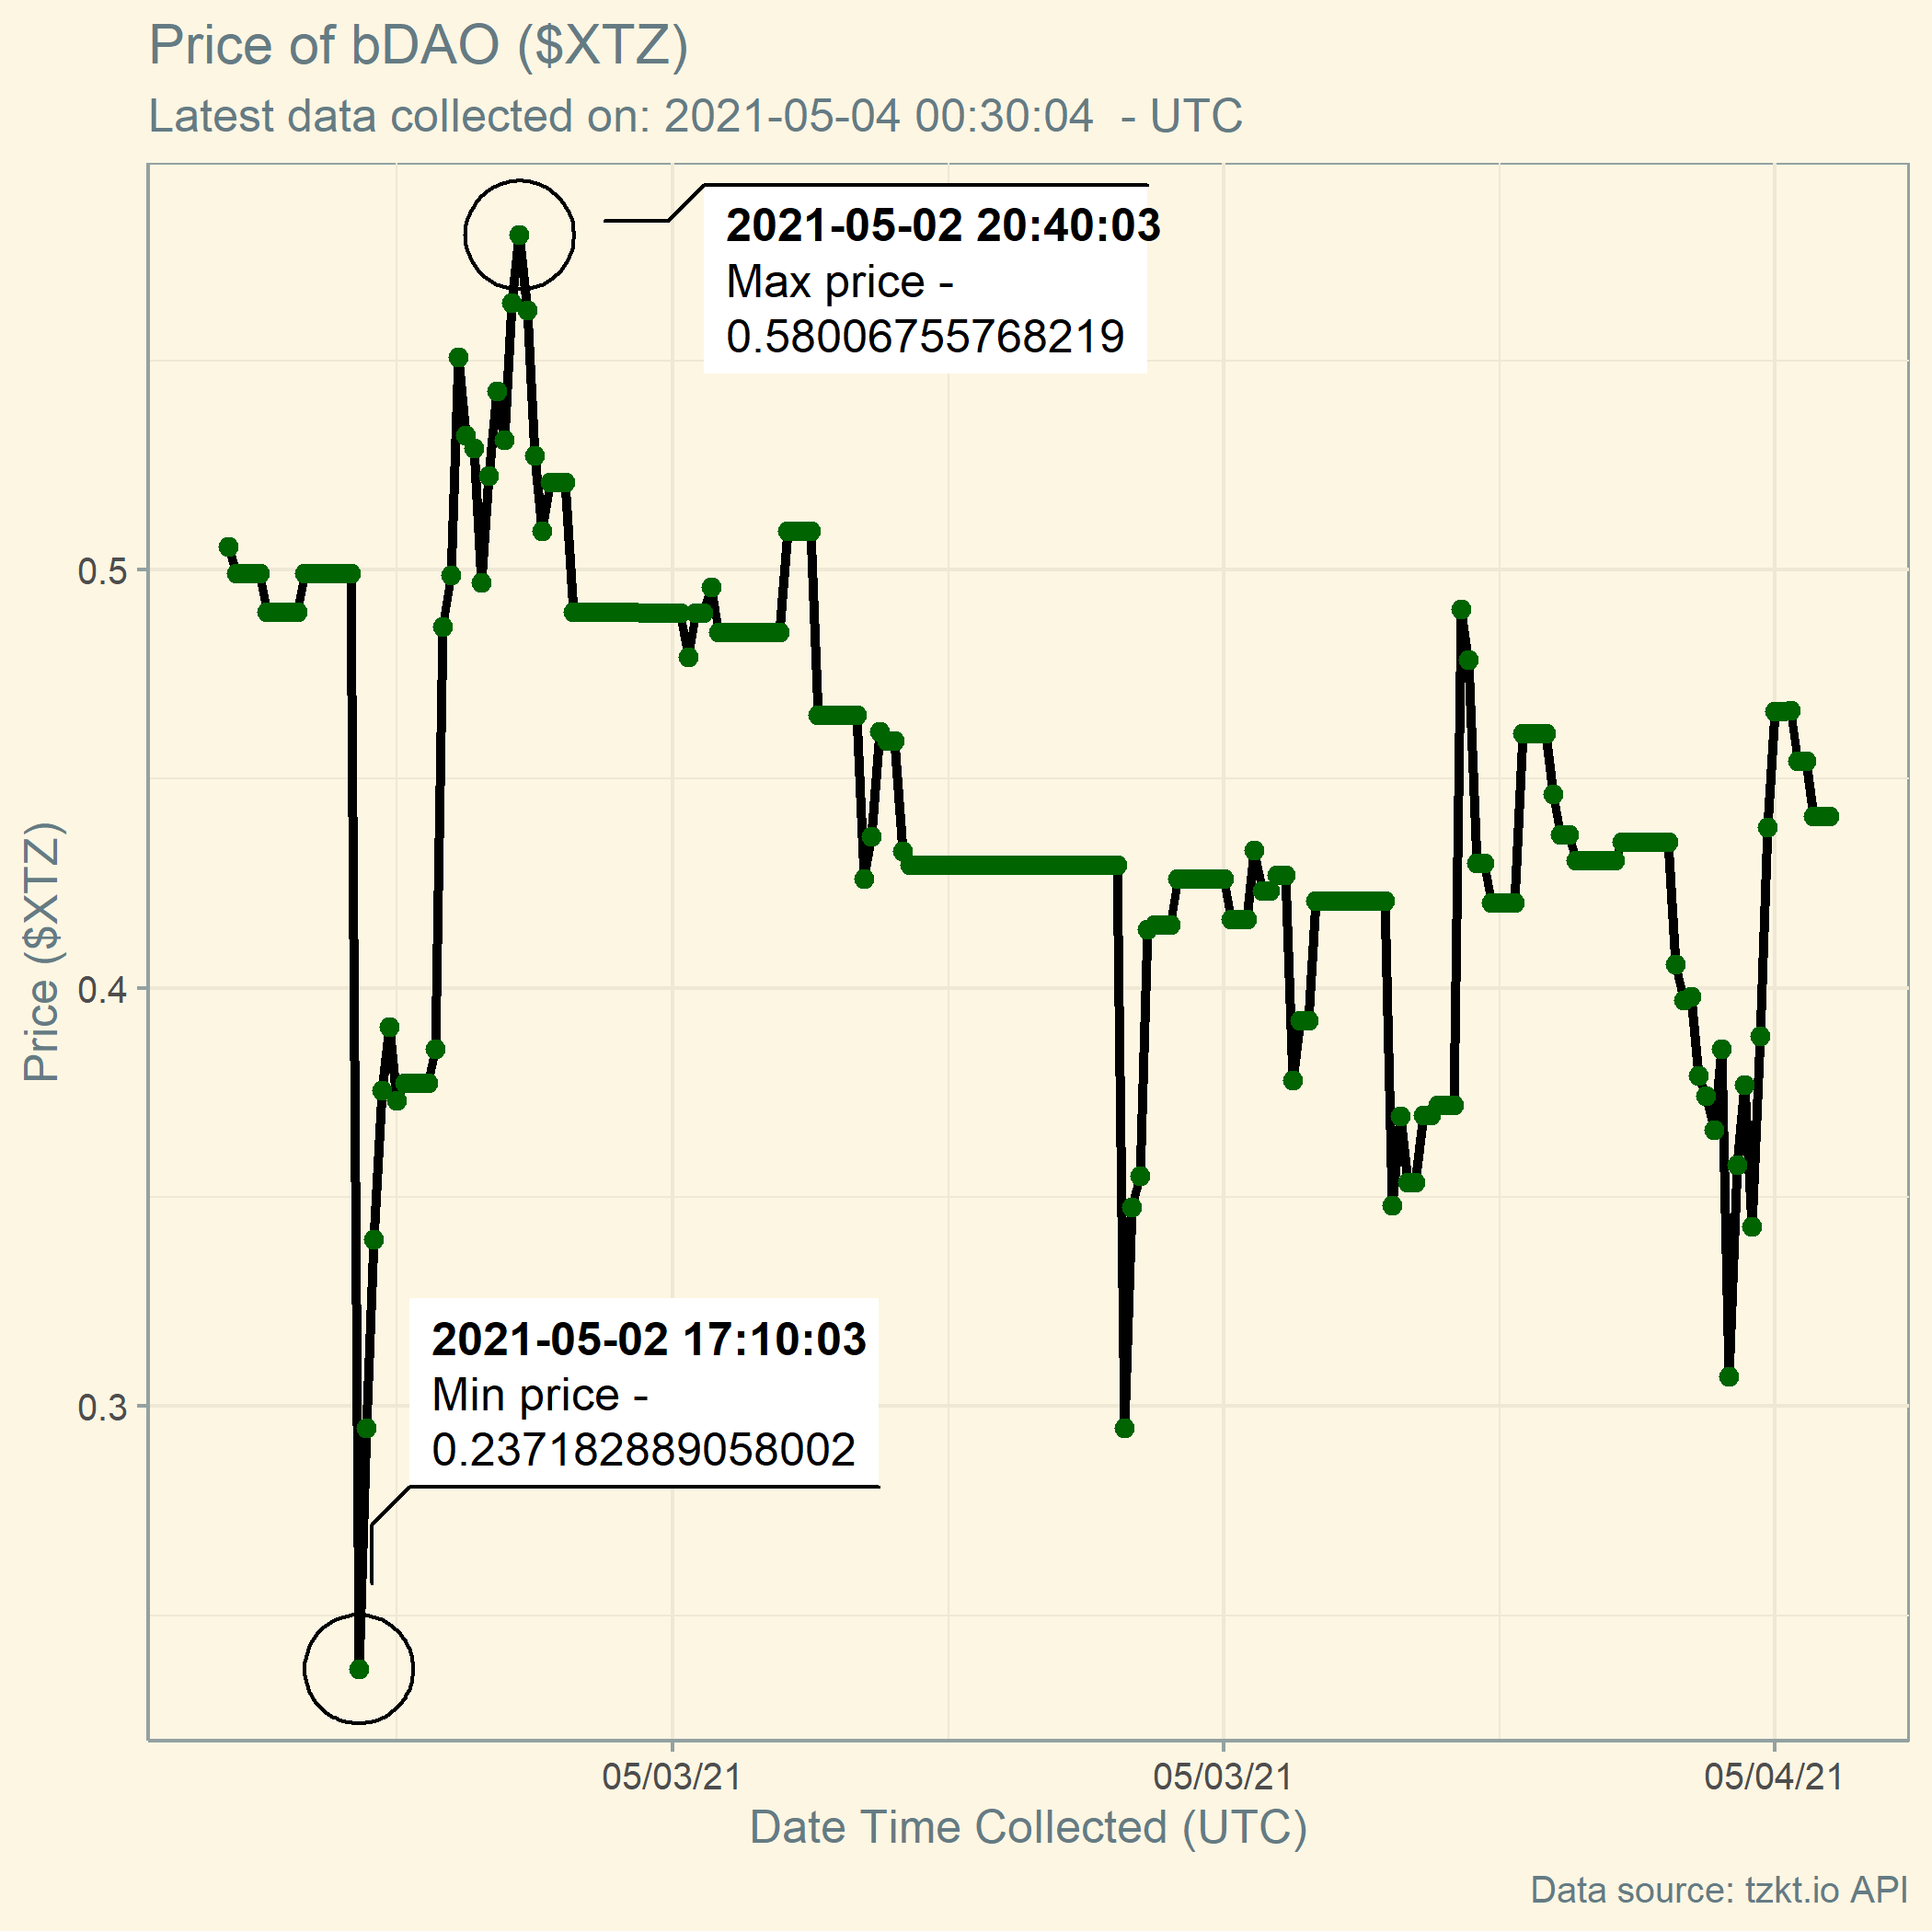 Price of bDAO ($XTZ)
Latest data collected on: 2021-05-04 00:30:04  - UTC
2021-05-02 20:40:03
Max price -
0.58006755768219
0.5
0.4
0.3
Price ($XTZ)
2021-05-02 17:10:03
Min price -
0.237182889058002
05/03/21
05/03/21
05/04/21
Date Time Collected (UTC)
Data source: tzkt.io API